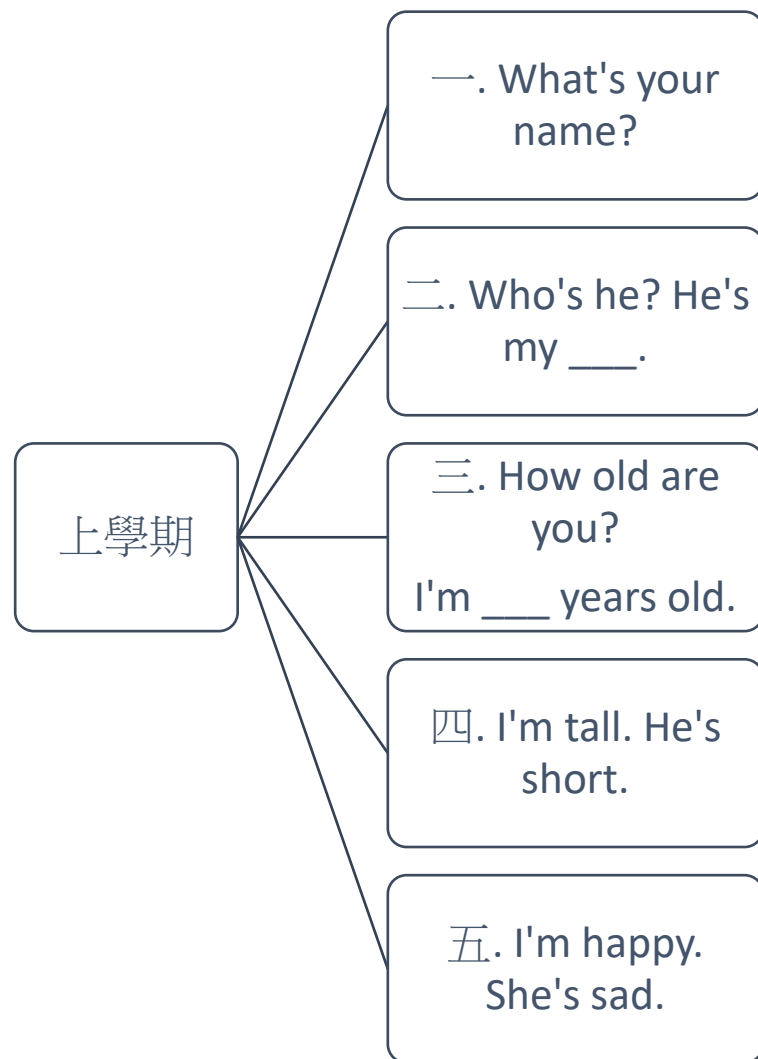 上學期
一. What's your
name?
二. Who's he? He's
my ___.
三. How old are
you?
I'm ___ years old.
四. I'm tall. He's
short.
五. I'm happy.
She's sad.